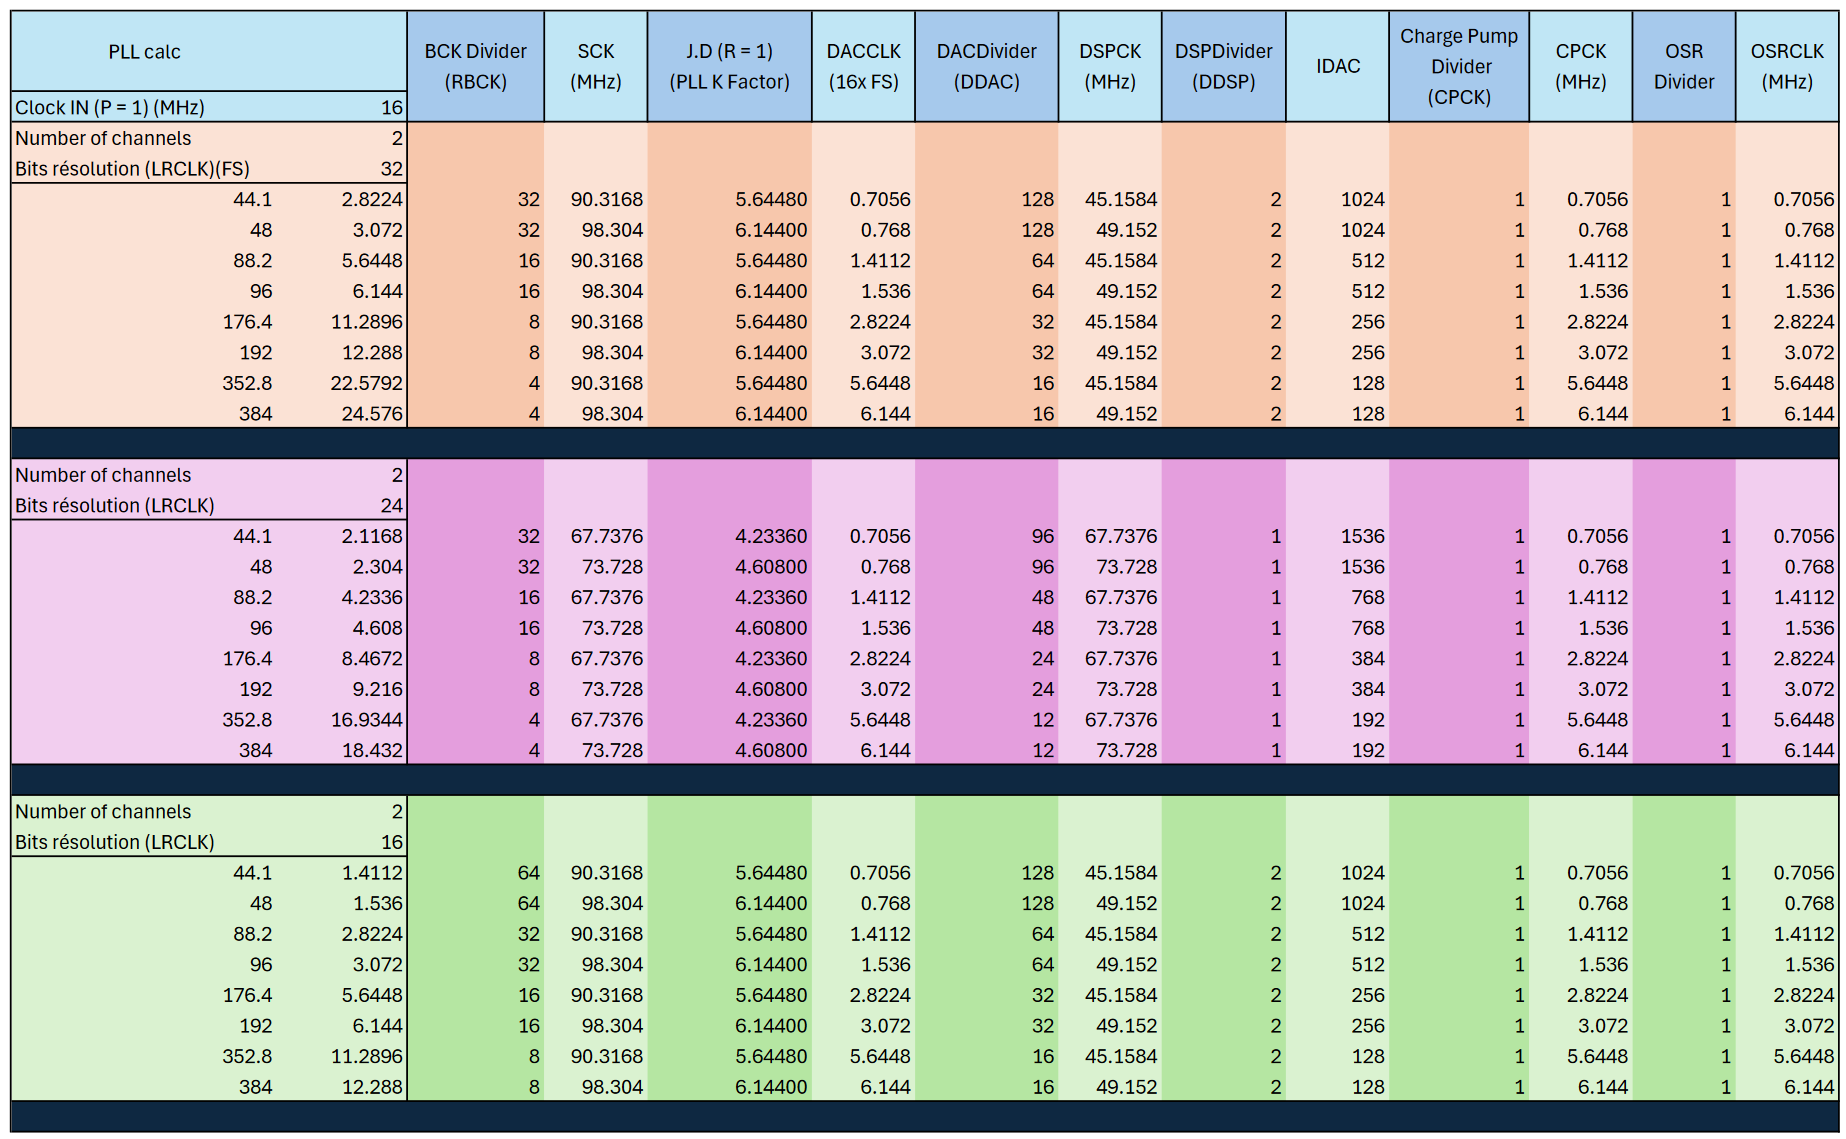 PLL calc BCK Divider (RBCK) SCK (MHz) J.D (R = 1) (PLL K Factor) DACCLK (16x FS) DACDivider (DDAC) DSPCK (MHz) DSPDivider (DDSP) IDAC Charge Pump Divider (CPCK) CPCK (MHz) OSR Divider OSRCLK (MHz)
Clock IN (P = 1) (MHz) 16
Number of channels 2
Bits résolution (LRCLK)(FS) 32
44.1 2.8224 32 90.3168 5.64480 0.7056 128 45.1584 2 1024 1 0.7056 1 0.7056
48 3.072 32 98.304 6.14400 0.768 128 49.152 2 1024 1 0.768 1 0.768
88.2 5.6448 16 90.3168 5.64480 1.4112 64 45.1584 2 512 1 1.4112 1 1.4112
96 6.144 16 98.304 6.14400 1.536 64 49.152 2 512 1 1.536 1 1.536
176.4 11.2896 8 90.3168 5.64480 2.8224 32 45.1584 2 256 1 2.8224 1 2.8224
192 12.288 8 98.304 6.14400 3.072 32 49.152 2 256 1 3.072 1 3.072
352.8 22.5792 4 90.3168 5.64480 5.6448 16 45.1584 2 128 1 5.6448 1 5.6448
384 24.576 4 98.304 6.14400 6.144 16 49.152 2 128 1 6.144 1 6.144
Number of channels 2
Bits résolution (LRCLK) 24
44.1 2.1168 32 67.7376 4.23360 0.7056 96 67.7376 1 1536 1 0.7056 1 0.7056
48 2.304 32 73.728 4.60800 0.768 96 73.728 1 1536 1 0.768 1 0.768
88.2 4.2336 16 67.7376 4.23360 1.4112 48 67.7376 1 768 1 1.4112 1 1.4112
96 4.608 16 73.728 4.60800 1.536 48 73.728 1 768 1 1.536 1 1.536
176.4 8.4672 8 67.7376 4.23360 2.8224 24 67.7376 1 384 1 2.8224 1 2.8224
192 9.216 8 73.728 4.60800 3.072 24 73.728 1 384 1 3.072 1 3.072
352.8 16.9344 4 67.7376 4.23360 5.6448 12 67.7376 1 192 1 5.6448 1 5.6448
384 18.432 4 73.728 4.60800 6.144 12 73.728 1 192 1 6.144 1 6.144
Number of channels 2
Bits résolution (LRCLK) 16
44.1 1.4112 64 90.3168 5.64480 0.7056 128 45.1584 2 1024 1 0.7056 1 0.7056
48 1.536 64 98.304 6.14400 0.768 128 49.152 2 1024 1 0.768 1 0.768
88.2 2.8224 32 90.3168 5.64480 1.4112 64 45.1584 2 512 1 1.4112 1 1.4112
96 3.072 32 98.304 6.14400 1.536 64 49.152 2 512 1 1.536 1 1.536
176.4 5.6448 16 90.3168 5.64480 2.8224 32 45.1584 2 256 1 2.8224 1 2.8224
192 6.144 16 98.304 6.14400 3.072 32 49.152 2 256 1 3.072 1 3.072
352.8 11.2896 8 90.3168 5.64480 5.6448 16 45.1584 2 128 1 5.6448 1 5.6448
384 12.288 8 98.304 6.14400 6.144 16 49.152 2 128 1 6.144 1 6.144